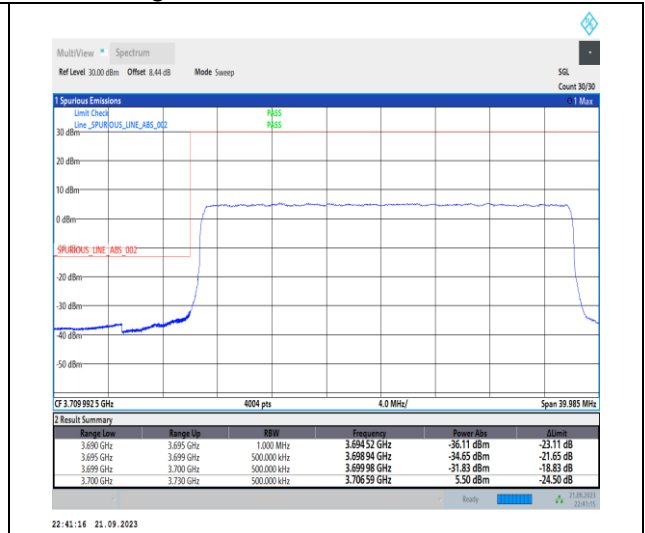 MultiView Spectrum
Ref Level 30.00 dBm Offset 8.44 dB Mode Sweep SGL
Count 30/30
1 Spurious Emissions 1 Max
Limit Check PASS
Line _SPURIOUS_LINE_ABS_002 PASS
30 dBm
20 dBm
10 dBm
0 dBm
_SPURIOUS_LINE_ABS_002
-20 dBm
-30 dBm
-40 dBm
-50 dBm
CF 3.709 992 5 GHz 4004 pts 4.0 MHz/ Span 39.985 MHz
2 Result Summary
Range Low Range Up RBW Frequency Power Abs ΔLimit
3.690 GHz 3.695 GHz 1.000 MHz 3.694 52 GHz -36.11 dBm -23.11 dB
3.695 GHz 3.699 GHz 500.000 kHz 3.698 94 GHz -34.65 dBm -21.65 dB
3.699 GHz 3.700 GHz 500.000 kHz 3.699 98 GHz -31.83 dBm -18.83 dB
3.700 GHz 3.730 GHz 500.000 kHz 3.706 59 GHz 5.50 dBm -24.50 dB
Ready 21.09.2023
22:41:15
22:41:16 21.09.2023